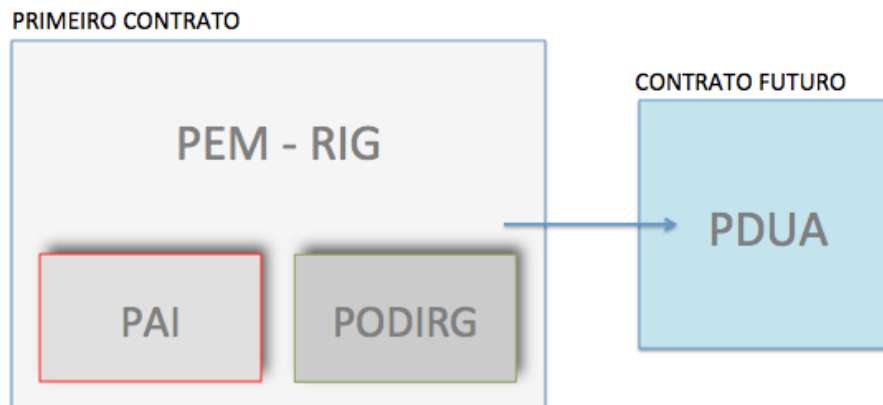 PRIMEIRO CONTRATO
CONTRATO FUTURO
PEM - RIG
PDUA
PAI
PODIRG